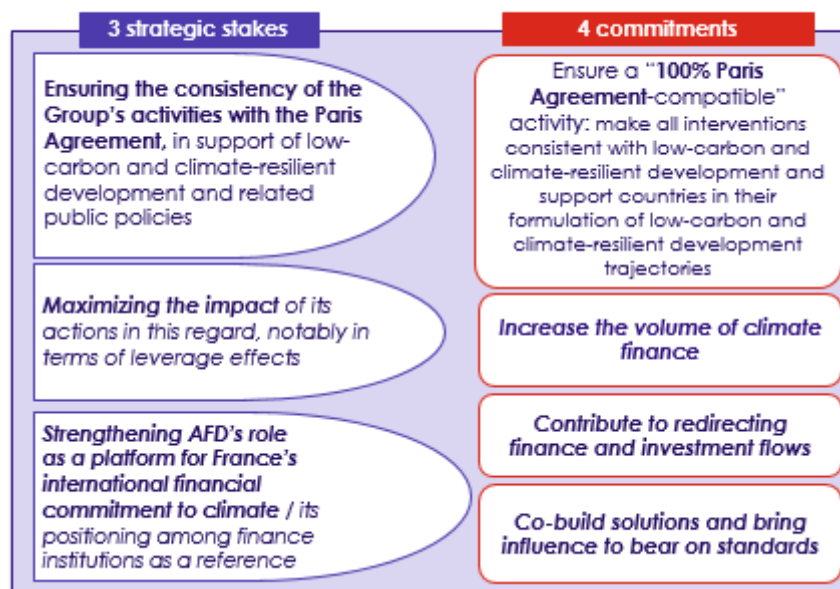 3 strategic stakes
Ensuring the consistency of the
Group's activities with the Paris
Agreement, in support of low-
carbon and climate-resilient
development and related
public policies
Maximizing the impact of its
actions in this regard, notably in
terms of leverage effects
Strengthening AFD's role
as a platform for France's
international financial
commitment to climate / its
positioning among finance
institutions as a reference
4 commitments
Ensure a "100% Paris
Agreement-compatible"
activity: make all interventions
consistent with low-carbon and
climate-resilient development and
support countries in their
formulation of low-carbon and
climate-resilient development
trajectories
Increase the volume of climate
finance
Contribute to redirecting
finance and investment flows
Co-build solutions and bring
influence to bear on standards